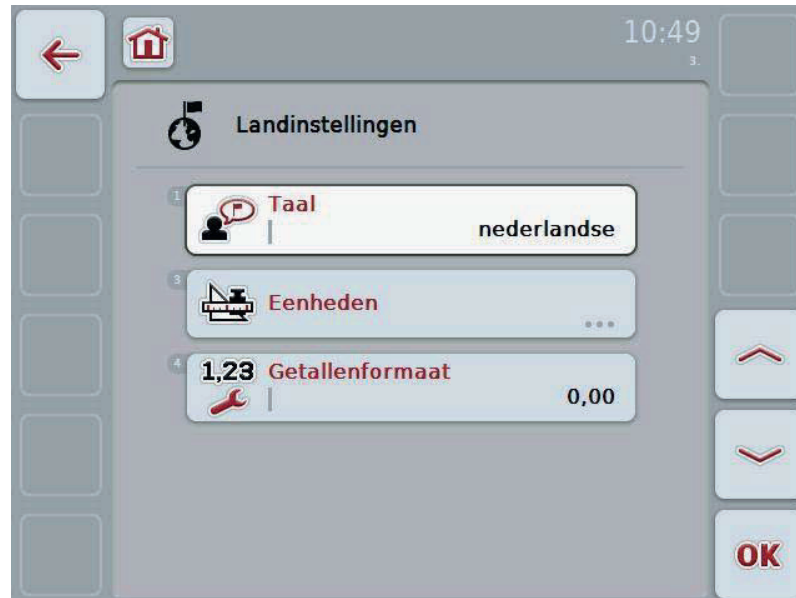 10:49
3.
Landinstellingen
1
Taal
nederlandse
3
Eenheden
...
4
1,23
Getallenformaat
0,00
OK